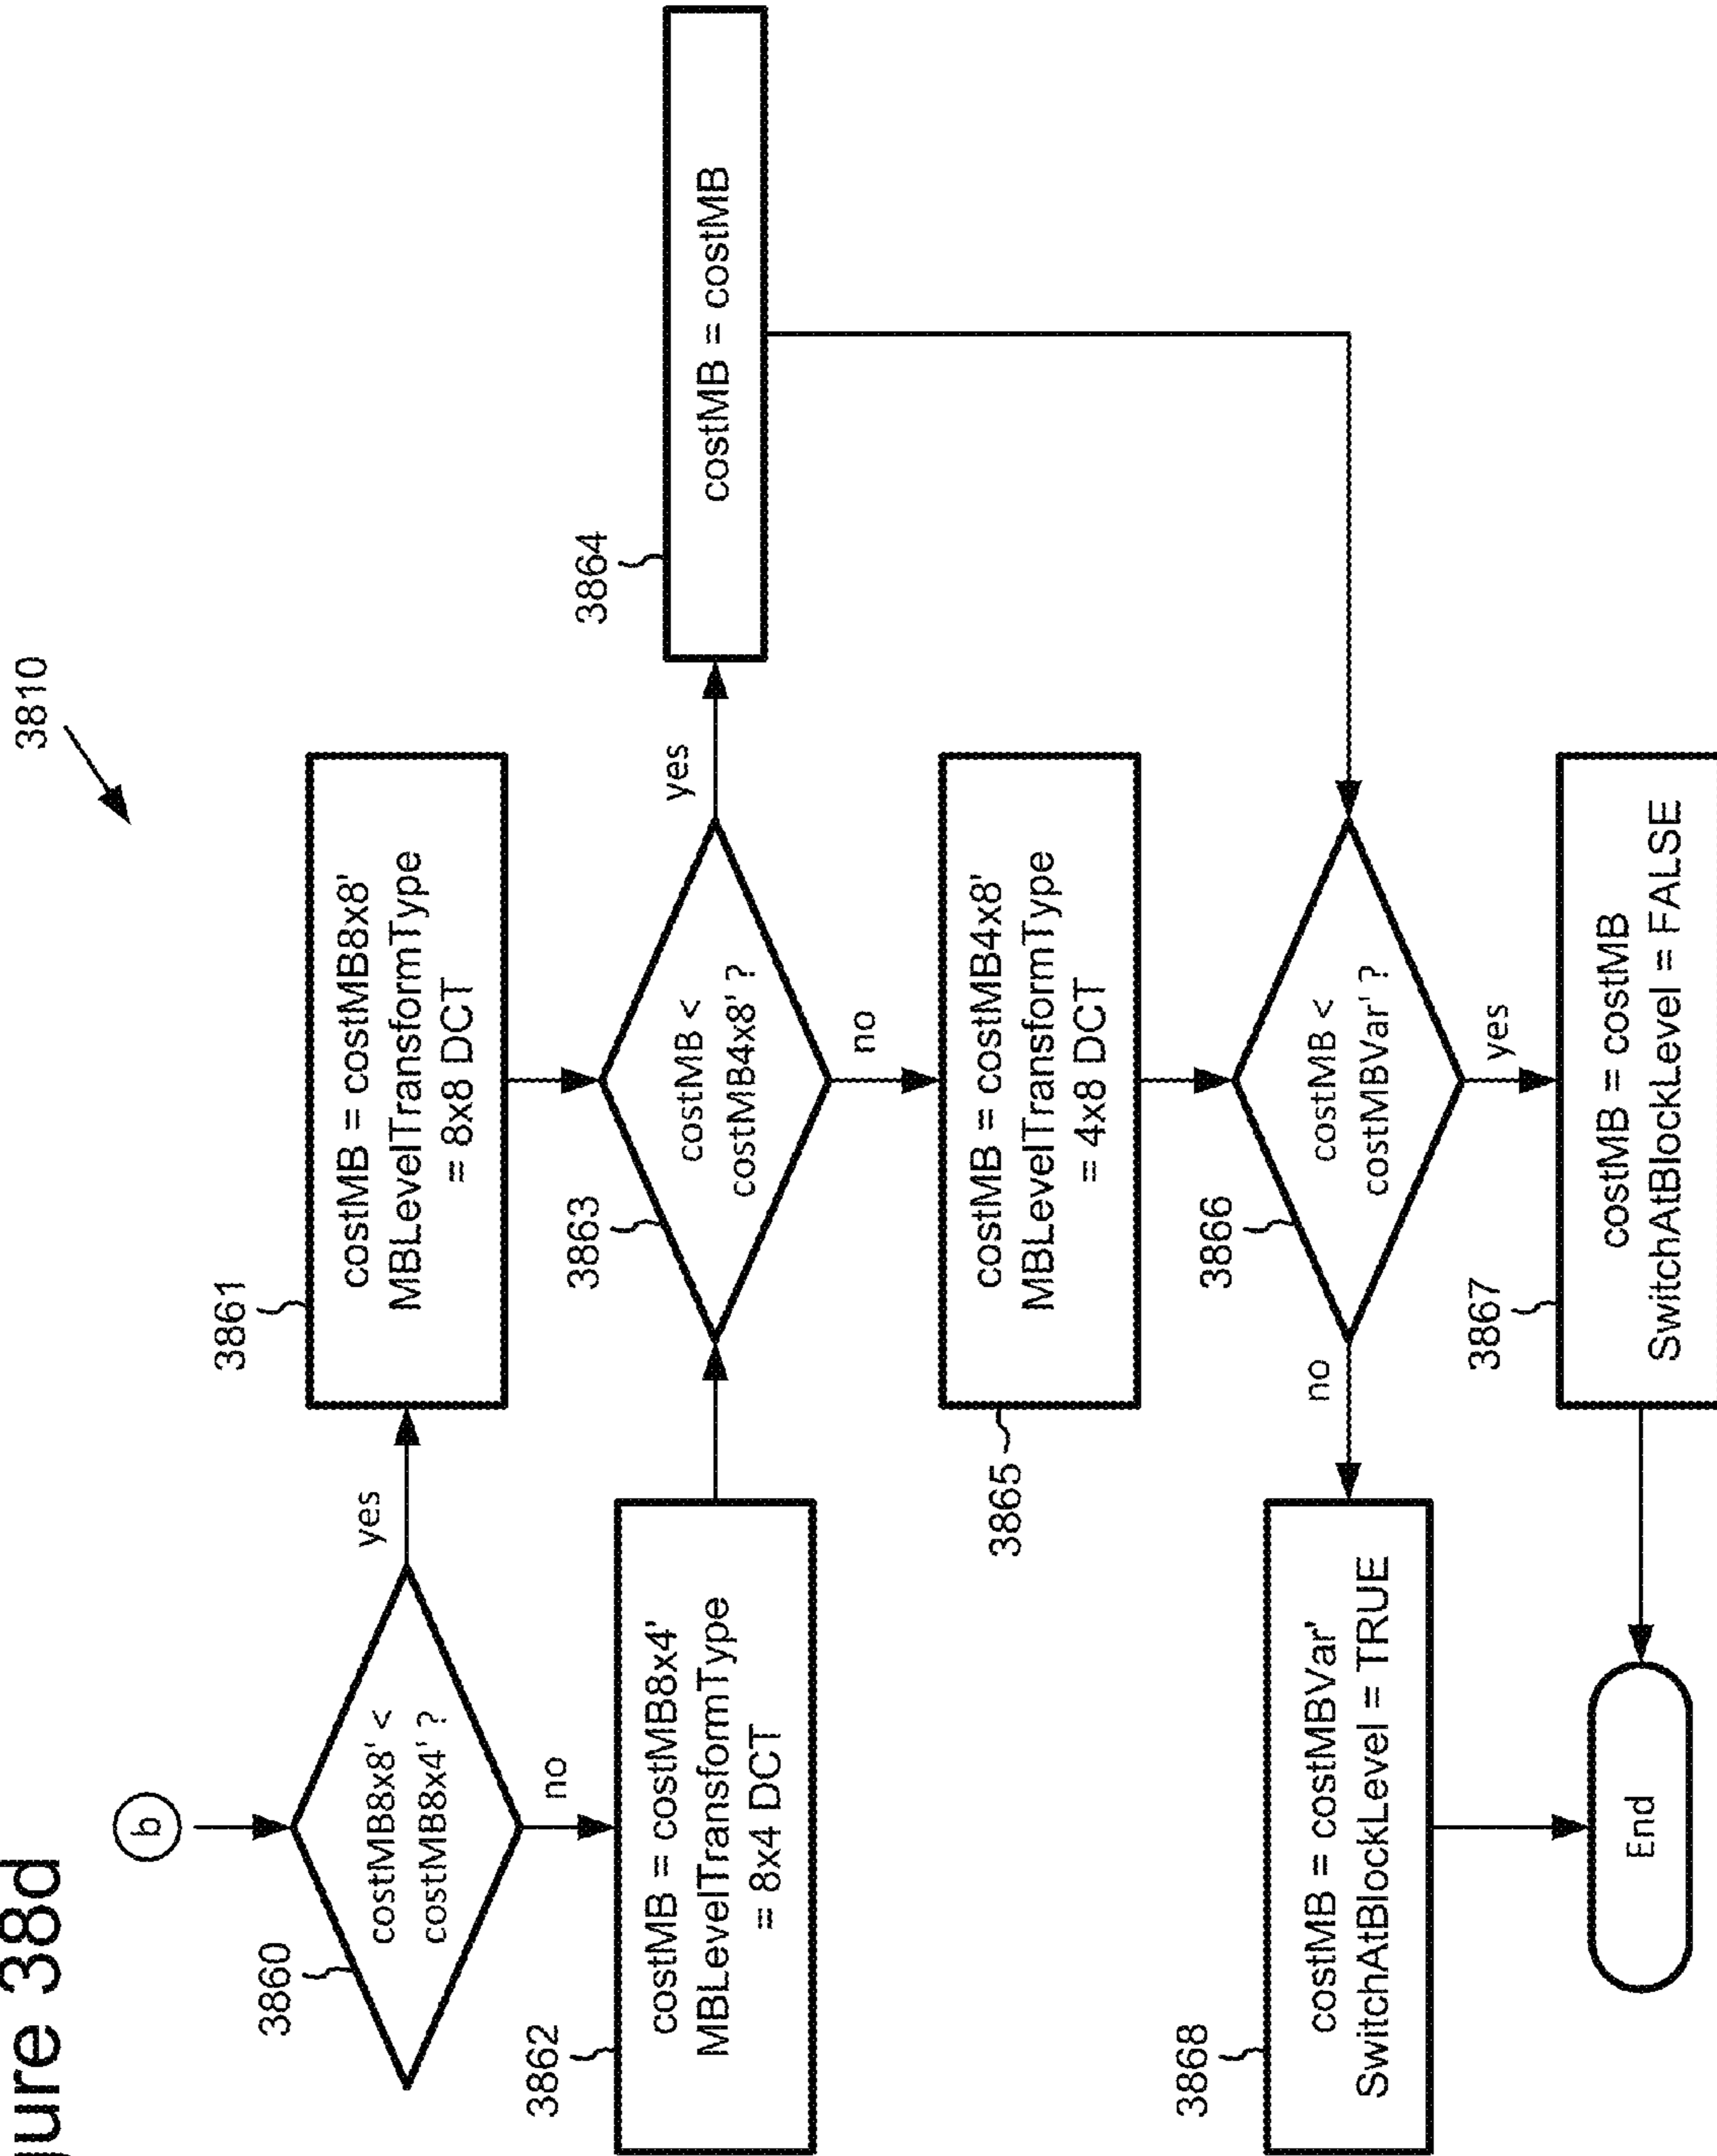 ure 38d
3810
b
3860
costMB8x8' <
costMB8x4' ?
yes
no
3861
costMB = costMB8x8'
MBLevelTransformType
= 8x8 DCT
3862
costMB = costMB8x4'
MBLevelTransformType
= 8x4 DCT
3863
costMB <
costMB4x8' ?
yes
no
3864
costMB = costMB
3865
costMB = costMB4x8'
MBLevelTransformType
= 4x8 DCT
3866
costMB <
costMBVar' ?
no
yes
3868
costMB = costMBVar'
SwitchAtBlockLevel = TRUE
3867
costMB = costMB
SwitchAtBlockLevel = FALSE
End